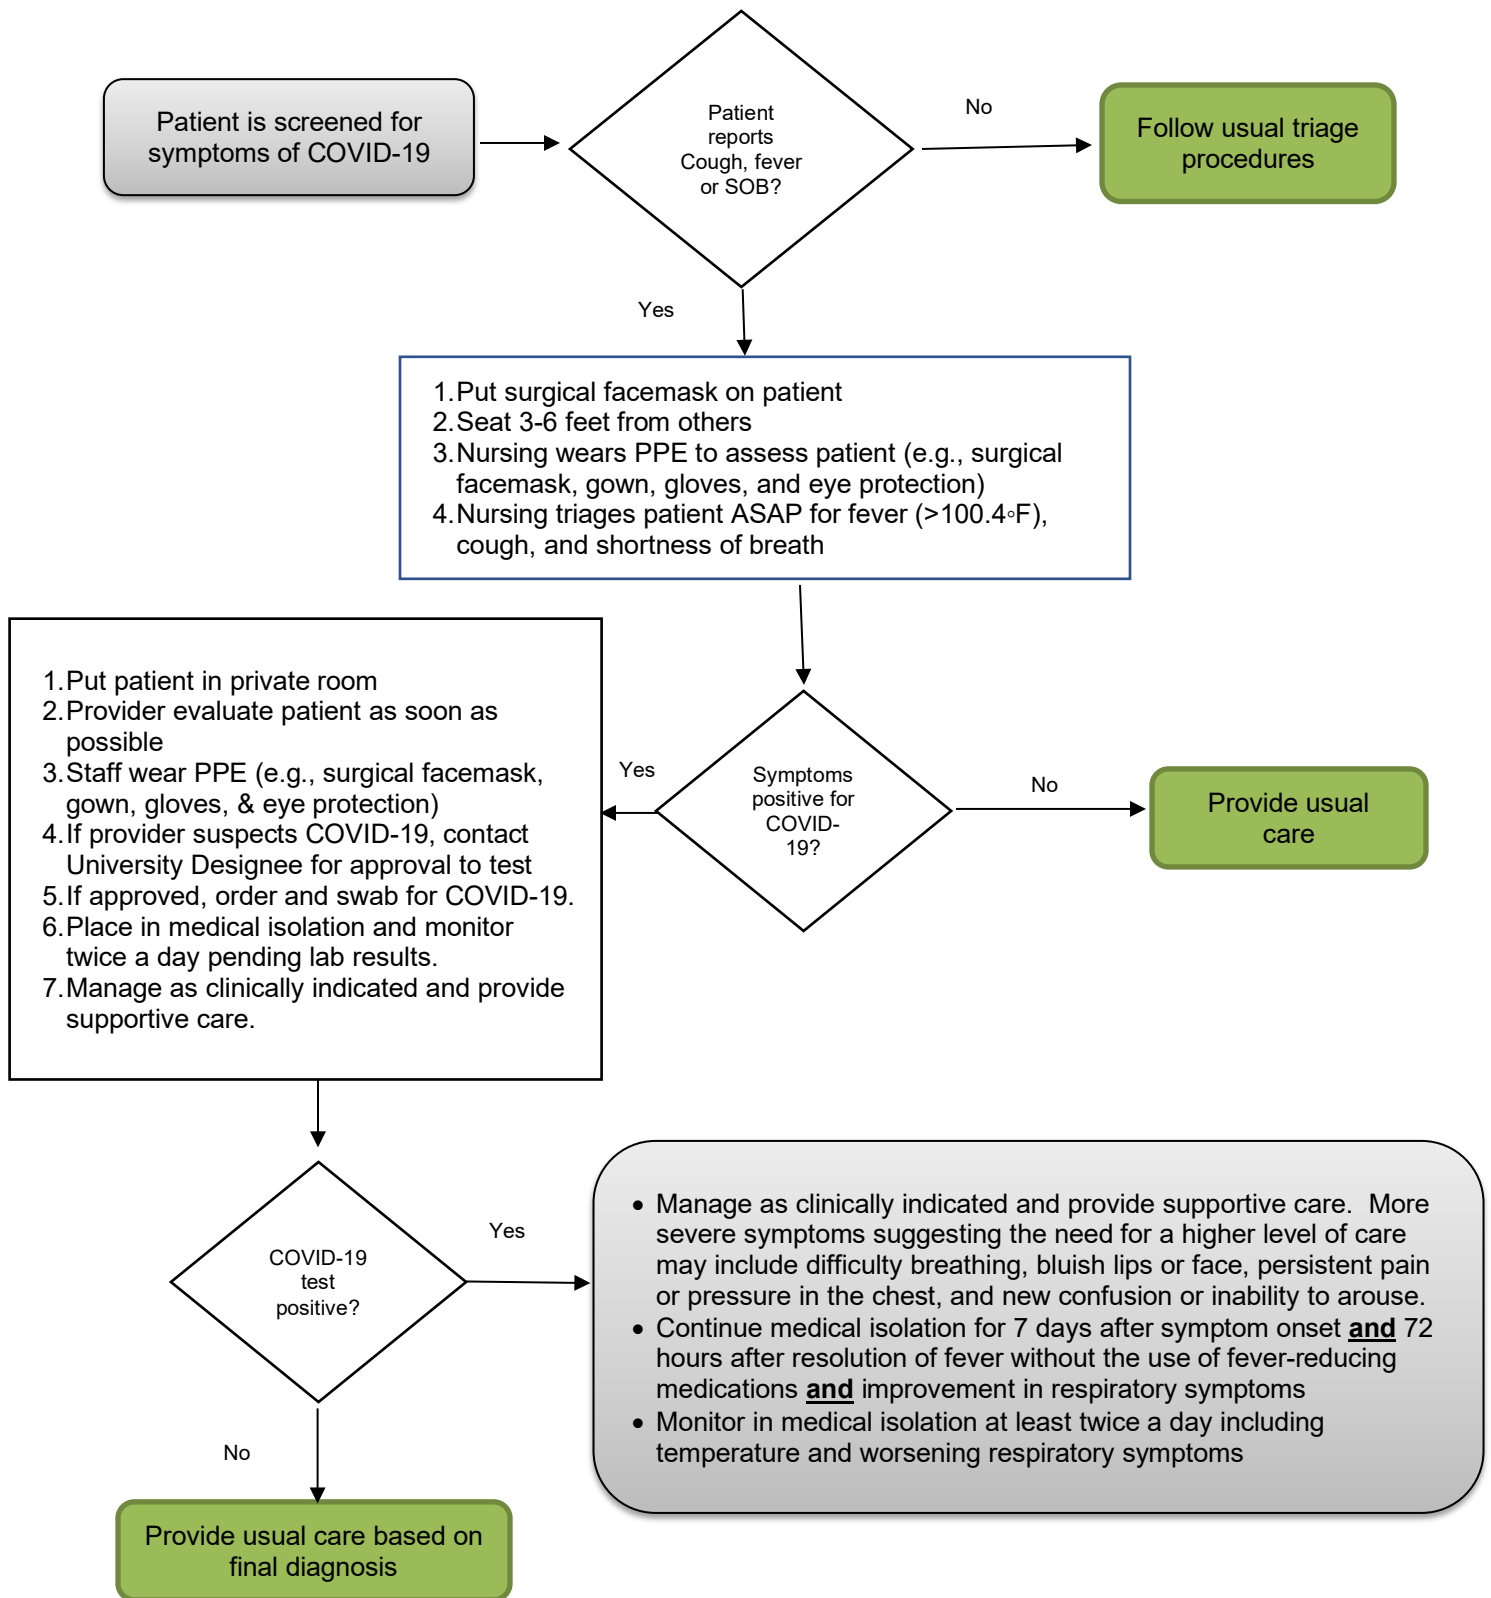 Patient is screened for
symptoms of COVID-19
Patient
reports
Cough, fever
or SOB?
No
Follow usual triage
procedures
Yes
1.Put surgical facemask on patient
2.Seat 3-6 feet from others
3.Nursing wears PPE to assess patient (e.g., surgical
facemask, gown, gloves, and eye protection)
4.Nursing triages patient ASAP for fever (>100.4◦F),
cough, and shortness of breath
Symptoms
positive for
COVID-
19?
No
Provide usual
care
Yes
1.Put patient in private room
2.Provider evaluate patient as soon as
possible
3.Staff wear PPE (e.g., surgical facemask,
gown, gloves, & eye protection)
4.If provider suspects COVID-19, contact
University Designee for approval to test
5.If approved, order and swab for COVID-19.
6.Place in medical isolation and monitor
twice a day pending lab results.
7.Manage as clinically indicated and provide
supportive care.
COVID-19
test
positive?
Yes
• Manage as clinically indicated and provide supportive care.  More
severe symptoms suggesting the need for a higher level of care
may include difficulty breathing, bluish lips or face, persistent pain
or pressure in the chest, and new confusion or inability to arouse.
• Continue medical isolation for 7 days after symptom onset and 72
hours after resolution of fever without the use of fever-reducing
medications and improvement in respiratory symptoms
• Monitor in medical isolation at least twice a day including
temperature and worsening respiratory symptoms
No
Provide usual care based on
final diagnosis